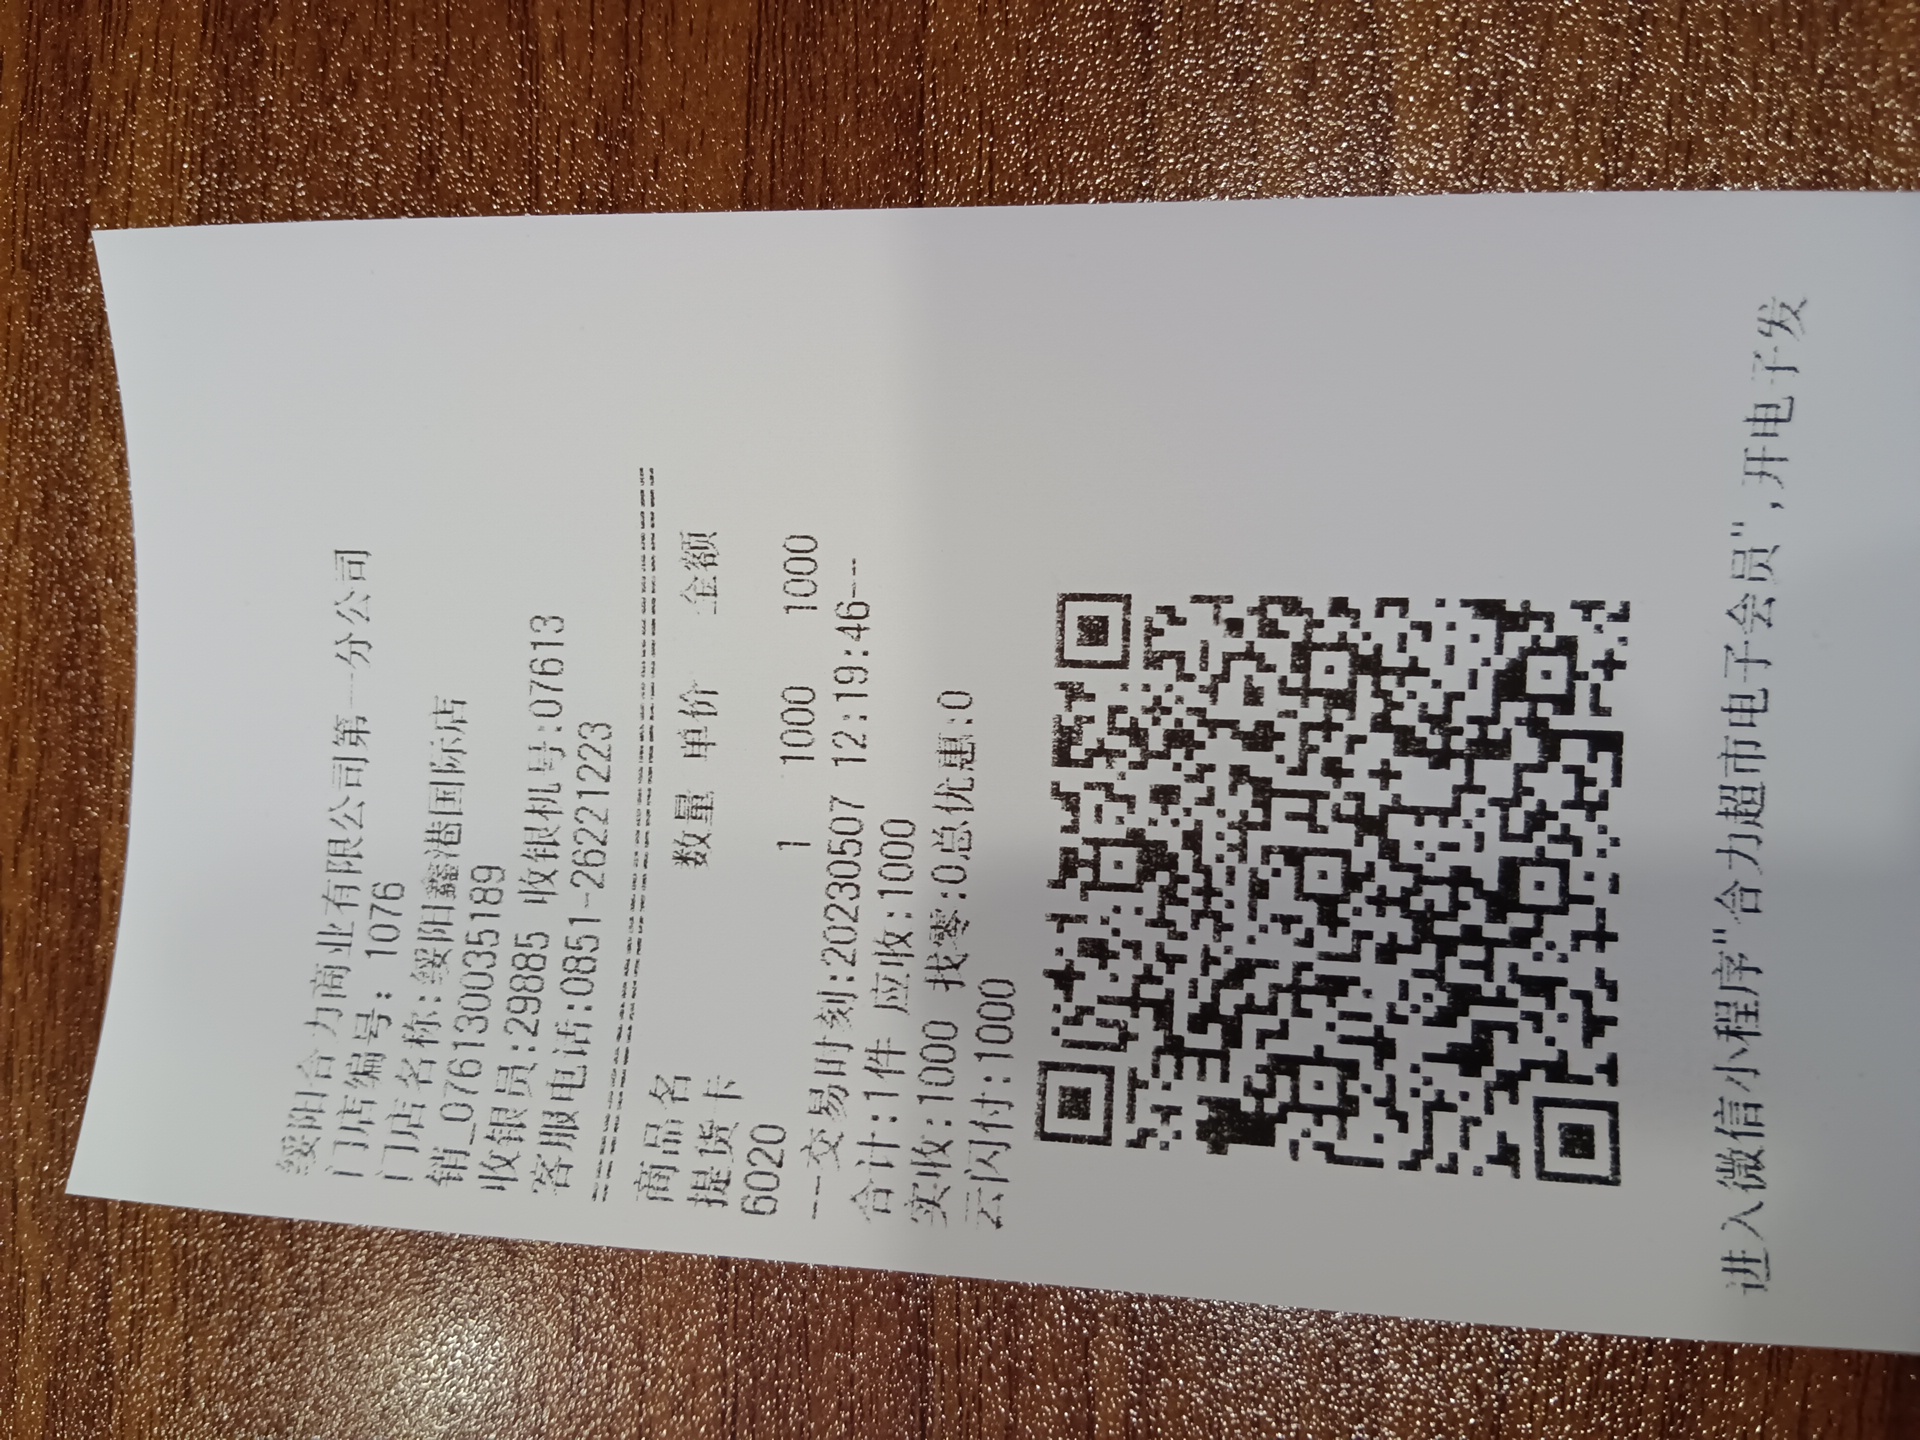 绥阳合力商业有限公司第一分公司
门店编号: 1076
门店名称:绥阳鑫港国际店
销_0761300035189
收银员:29885 收银机号:07613
客服电话:0851-26221223
==========================================
商品名 数量 单价 金额
提货卡
6020 1 1000 1000
---交易时刻:20230507 12:19:46---
合计:1件 应收:1000
实收:1000 找零:0总优惠:0
云闪付:1000
进入微信小程序"合力超市电子会员",开电子发